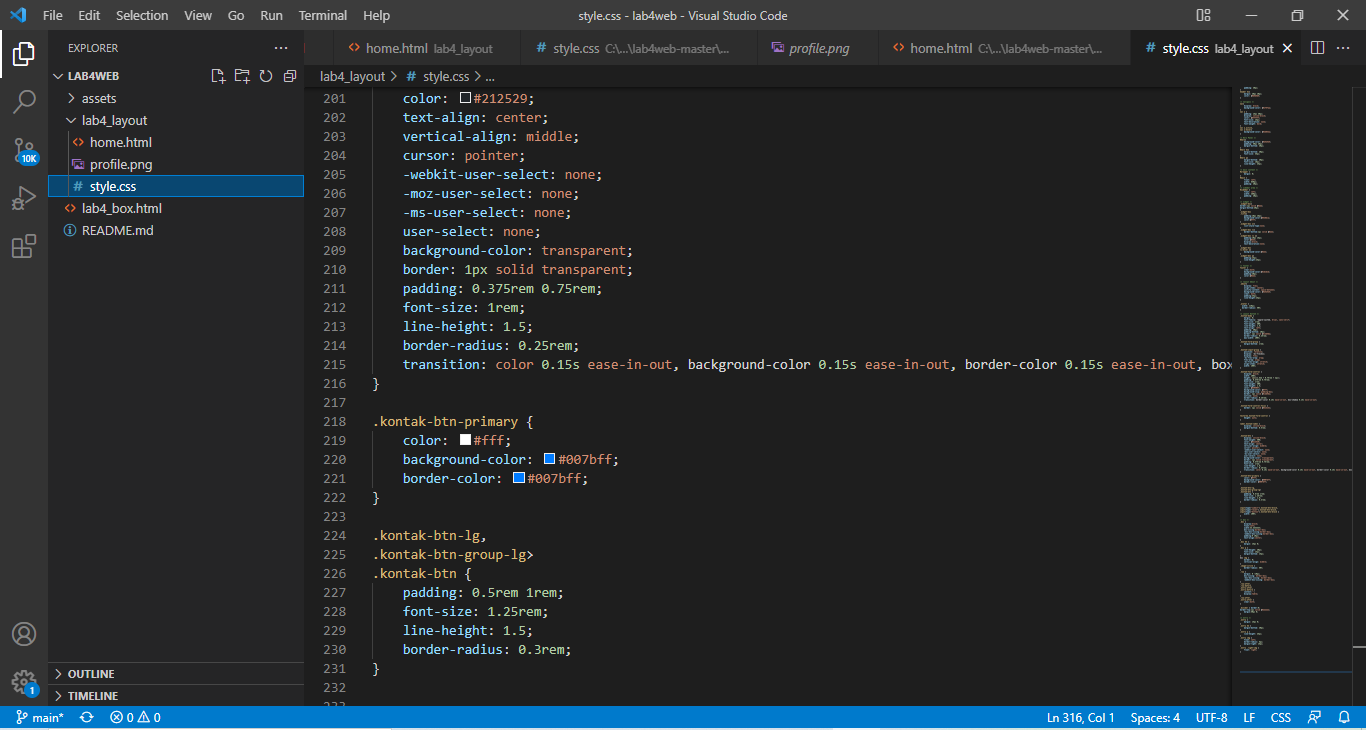 File Edit Selection View Go Run Terminal Help style.css - lab4web - Visual Studio Code
EXPLORER
home.html lab4_layout
style.css C:\...\lab4web-master\...
profile.png
home.html C:\...\lab4web-master\...
style.css lab4_layout
LAB4WEB
assets
lab4_layout
home.html
profile.png
style.css
lab4_box.html
README.md
OUTLINE
TIMELINE
10K
1
lab4_layout > style.css > ...
201 color: #212529;
202 text-align: center;
203 vertical-align: middle;
204 cursor: pointer;
205 -webkit-user-select: none;
206 -moz-user-select: none;
207 -ms-user-select: none;
208 user-select: none;
209 background-color: transparent;
210 border: 1px solid transparent;
211 padding: 0.375rem 0.75rem;
212 font-size: 1rem;
213 line-height: 1.5;
214 border-radius: 0.25rem;
215 transition: color 0.15s ease-in-out, background-color 0.15s ease-in-out, border-color 0.15s ease-in-out, box
216 }
217
218 .kontak-btn-primary {
219 color: #fff;
220 background-color: #007bff;
221 border-color: #007bff;
222 }
223
224 .kontak-btn-lg,
225 .kontak-btn-group-lg>
226 .kontak-btn {
227 padding: 0.5rem 1rem;
228 font-size: 1.25rem;
229 line-height: 1.5;
230 border-radius: 0.3rem;
231 }
232
main* 0 0 Ln 316, Col 1 Spaces: 4 UTF-8 LF CSS